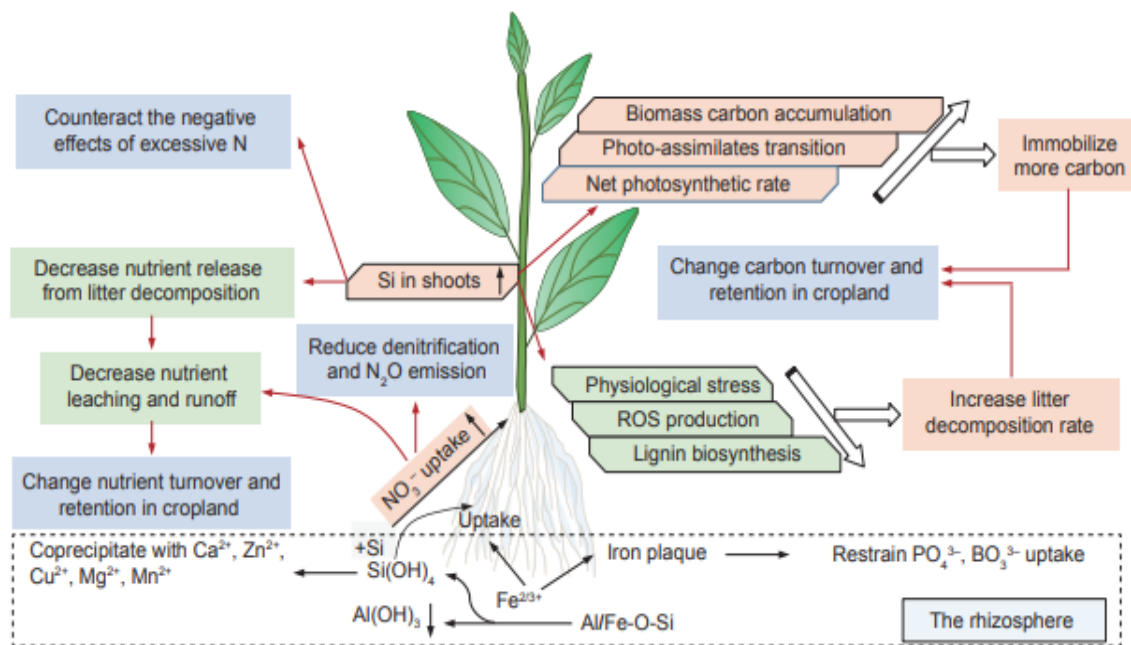 Counteract the negative
effects of excessive N
Biomass carbon accumulation
Photo-assimilates transition
Net photosynthetic rate
Immobilize
more carbon
Decrease nutrient release
from litter decomposition
Si in shoots
Change carbon turnover and
retention in cropland
Reduce denitrification
and N₂O emission
Decrease nutrient
leaching and runoff
Physiological stress
ROS production
Lignin biosynthesis
Increase litter
decomposition rate
Change nutrient turnover and
retention in cropland
NO₃⁻ uptake
Uptake
Coprecipitate with Ca²⁺, Zn²⁺,
Cu²⁺, Mg²⁺, Mn²⁺
+Si
Si(OH)₄
Iron plaque
Restrain PO₄³⁻, BO₃³⁻ uptake
Fe²ᐟ³⁺
Al(OH)₃
Al/Fe-O-Si
The rhizosphere